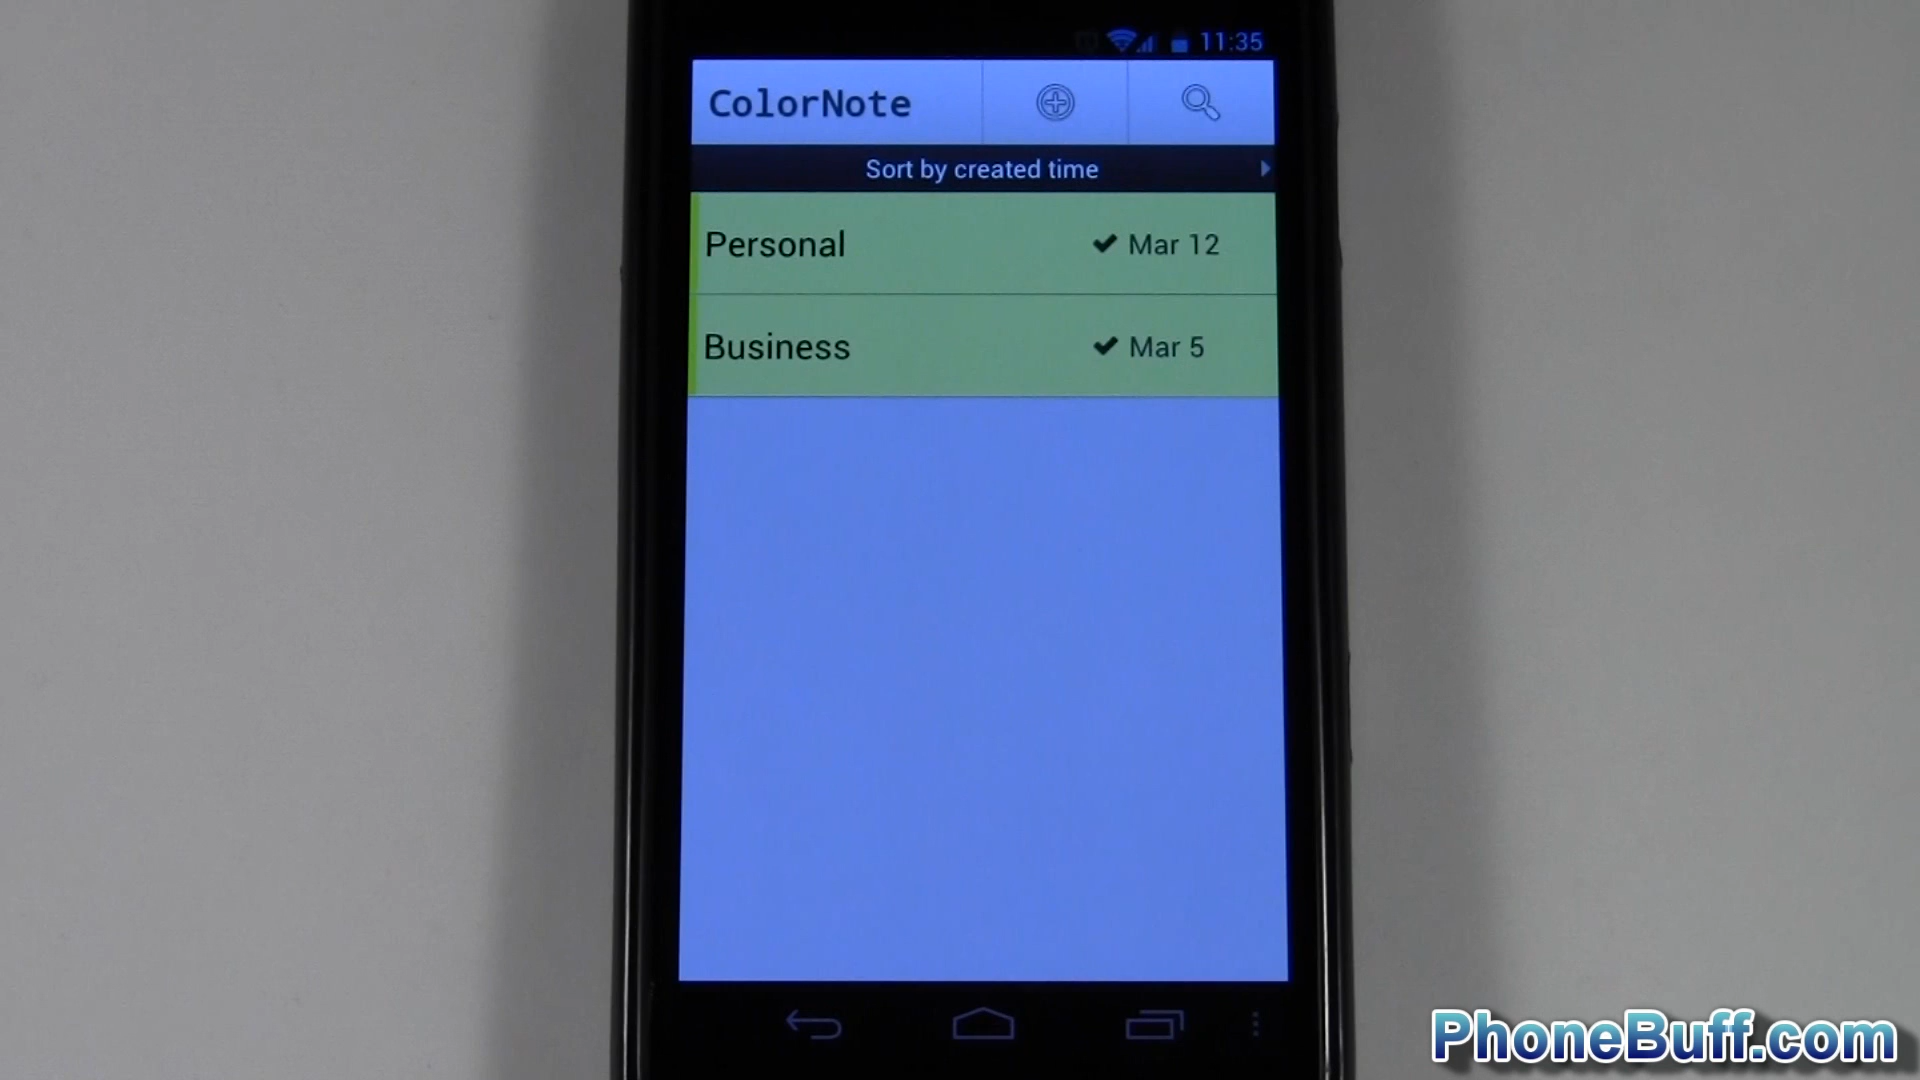 11:35
ColorNote
Sort by created time
Personal ✔ Mar 12
Business ✔ Mar 5
PhoneBuff.com